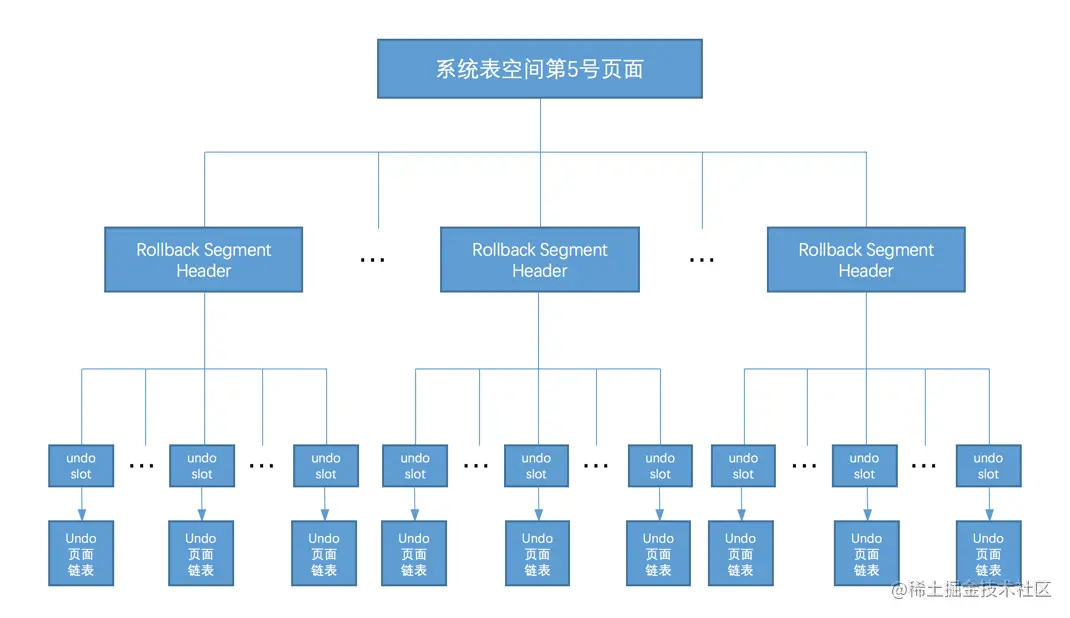 系统表空间第5号页面
Rollback Segment
Header
...
Rollback Segment
Header
...
Rollback Segment
Header
undo
slot
...
undo
slot
...
undo
slot
undo
slot
...
undo
slot
...
undo
slot
undo
slot
...
undo
slot
...
undo
slot
Undo
页面
链表
Undo
页面
链表
Undo
页面
链表
Undo
页面
链表
Undo
页面
链表
Undo
页面
链表
Undo
页面
链表
Undo
页面
链表
Undo
页面
链表
@稀土掘金技术社区